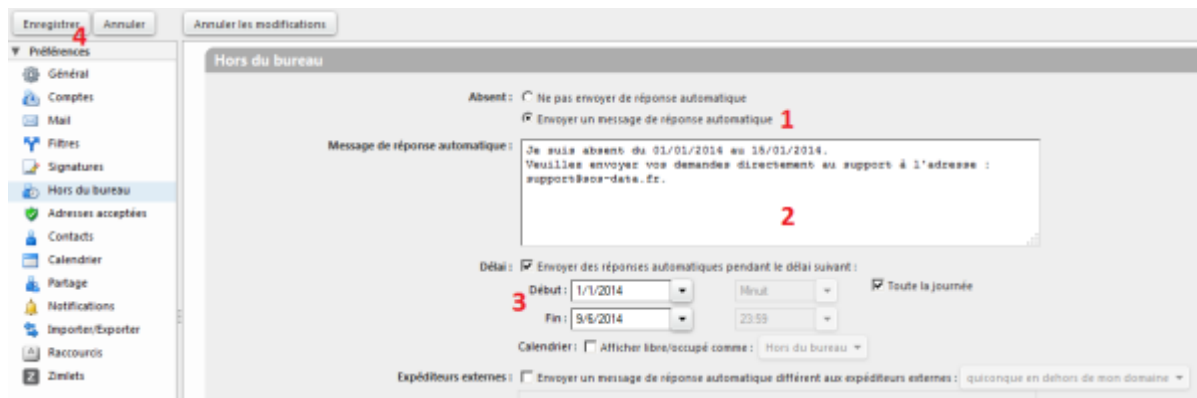 Enregistrer Annuler Annuler les modifications
4
Préférences
Hors du bureau
Général
Comptes
Absent : Ne pas envoyer de réponse automatique
Mail
Envoyer un message de réponse automatique 1
Filtres
Message de réponse automatique :
Je suis absent du 01/01/2014 au 15/01/2014.
Signatures
Veuilles envoyer vos demandes directement au support á l'adresse :
support@sos-data.fr.
Hors du bureau
Adresses acceptées
2
Contacts
Calendrier
Délai : Envoyer des réponses automatiques pendant le délai suivant :
Partage
Début : 1/1/2014 Minuit Toute la journée
3
Notifications
Fin : 9/6/2014 23:59
Importer/Exporter
Calendrier : Afficher libre/occupé comme : Hors du bureau
Raccourcis
A
Zimlets
Z
Expéditeurs externes : Envoyer un message de réponse automatique différent aux expéditeurs externes : quiconque en dehors de mon domaine